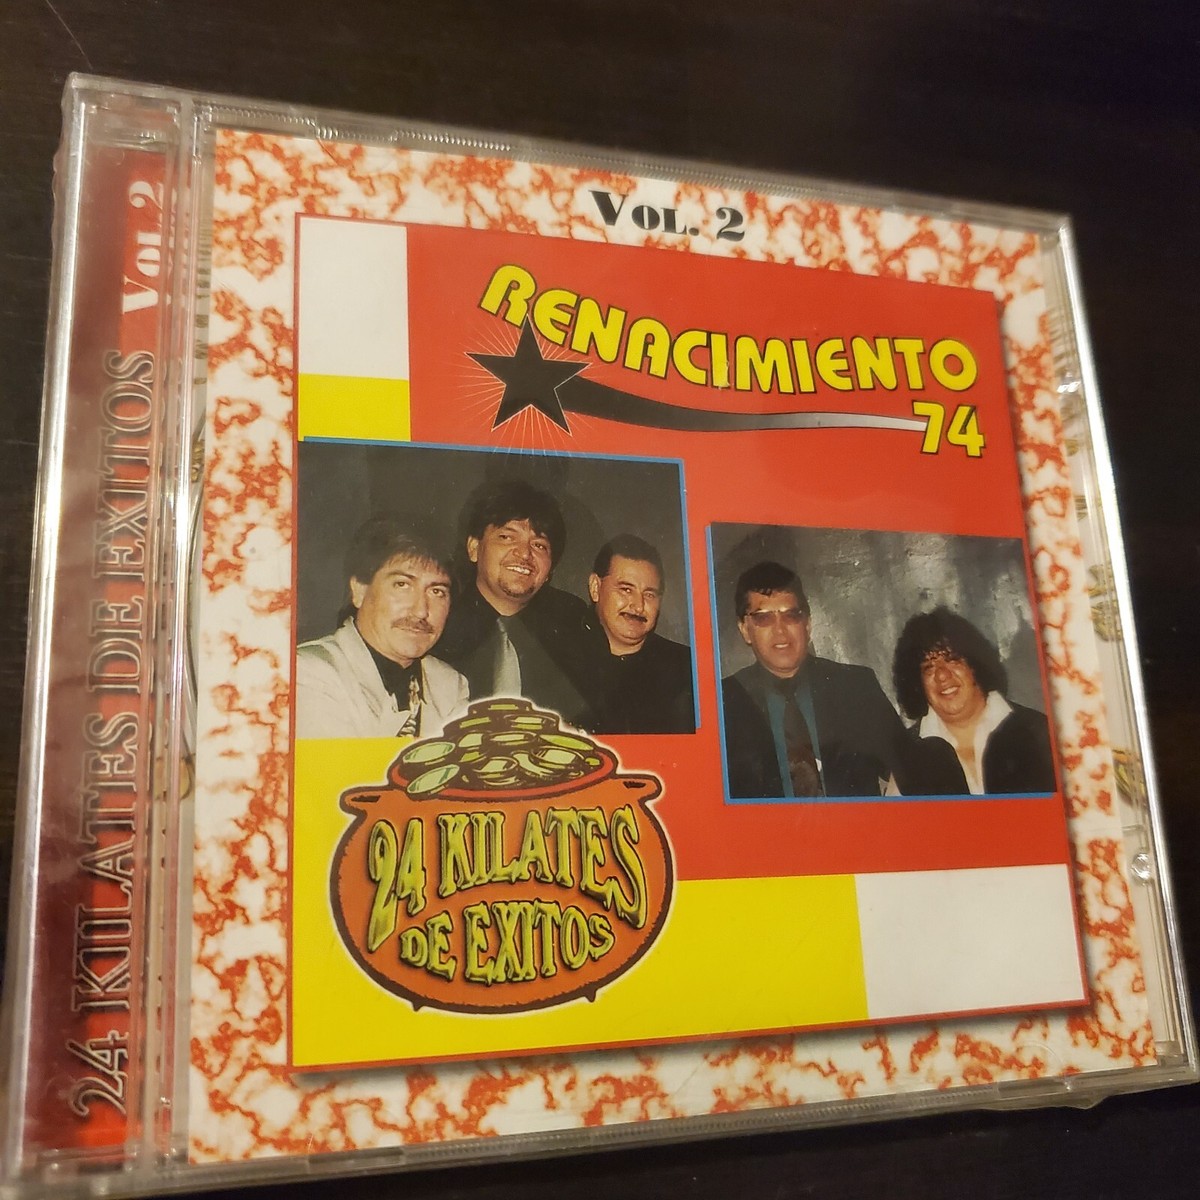 24 KILATES DE EXITOS VOL 2
VOL. 2
RENACIMIENTO
74
24 KILATES
DE EXITOS